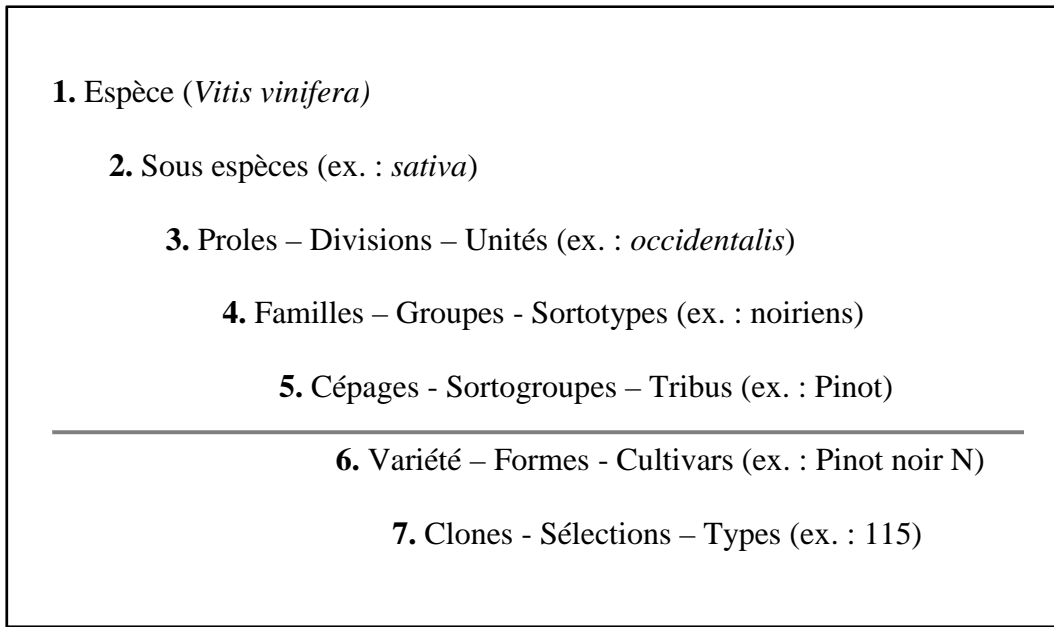 1. Espèce (Vitis vinifera)
2. Sous espèces (ex. : sativa)
3. Proles – Divisions – Unités (ex. : occidentalis)
4. Familles – Groupes - Sortotypes (ex. : noiriens)
5. Cépages - Sortogroupes – Tribus (ex. : Pinot)
6. Variété – Formes - Cultivars (ex. : Pinot noir N)
7. Clones - Sélections – Types (ex. : 115)